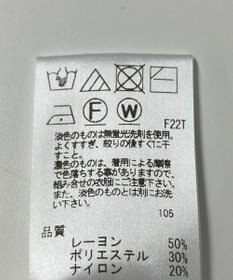 F
W
F22T
淡色のものは無蛍光洗剤を使用。
よくすすぎ、絞りの後すぐに干
すこと。
濃色のものは、着用による摩擦
で色落ちする事がありますので、
組み合せの衣服にご注意下さい。
また、淡色のものとは別にお洗
い下さい。
105
品質
レーヨン 50%
ポリエステル 30%
ナイロン 20%